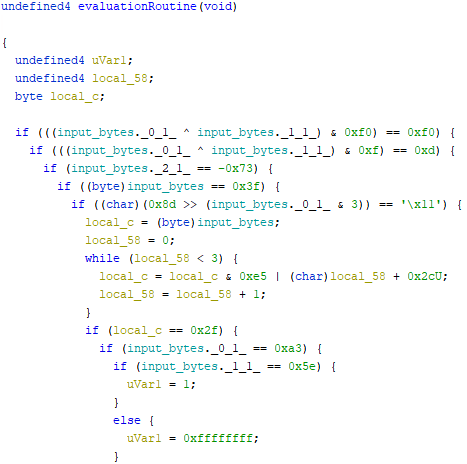 undefined4 evaluationRoutine(void)
{
undefined4 uVar1;
undefined4 local_58;
byte local_c;
if (((input_bytes._0_1_ ^ input_bytes._1_1_) & 0xf0) == 0xf0) {
if (((input_bytes._0_1_ ^ input_bytes._1_1_) & 0xf) == 0xd) {
if (input_bytes._2_1_ == -0x73) {
if ((byte)input_bytes == 0x3f) {
if ((char)(0x8d >> (input_bytes._0_1_ & 3)) == '\x11') {
local_c = (byte)input_bytes;
local_58 = 0;
while (local_58 < 3) {
local_c = local_c & 0xe5 | (char)local_58 + 0x2cU;
local_58 = local_58 + 1;
}
if (local_c == 0x2f) {
if (input_bytes._0_1_ == 0xa3) {
if (input_bytes._1_1_ == 0x5e) {
uVar1 = 1;
}
else {
uVar1 = 0xffffffff;
}